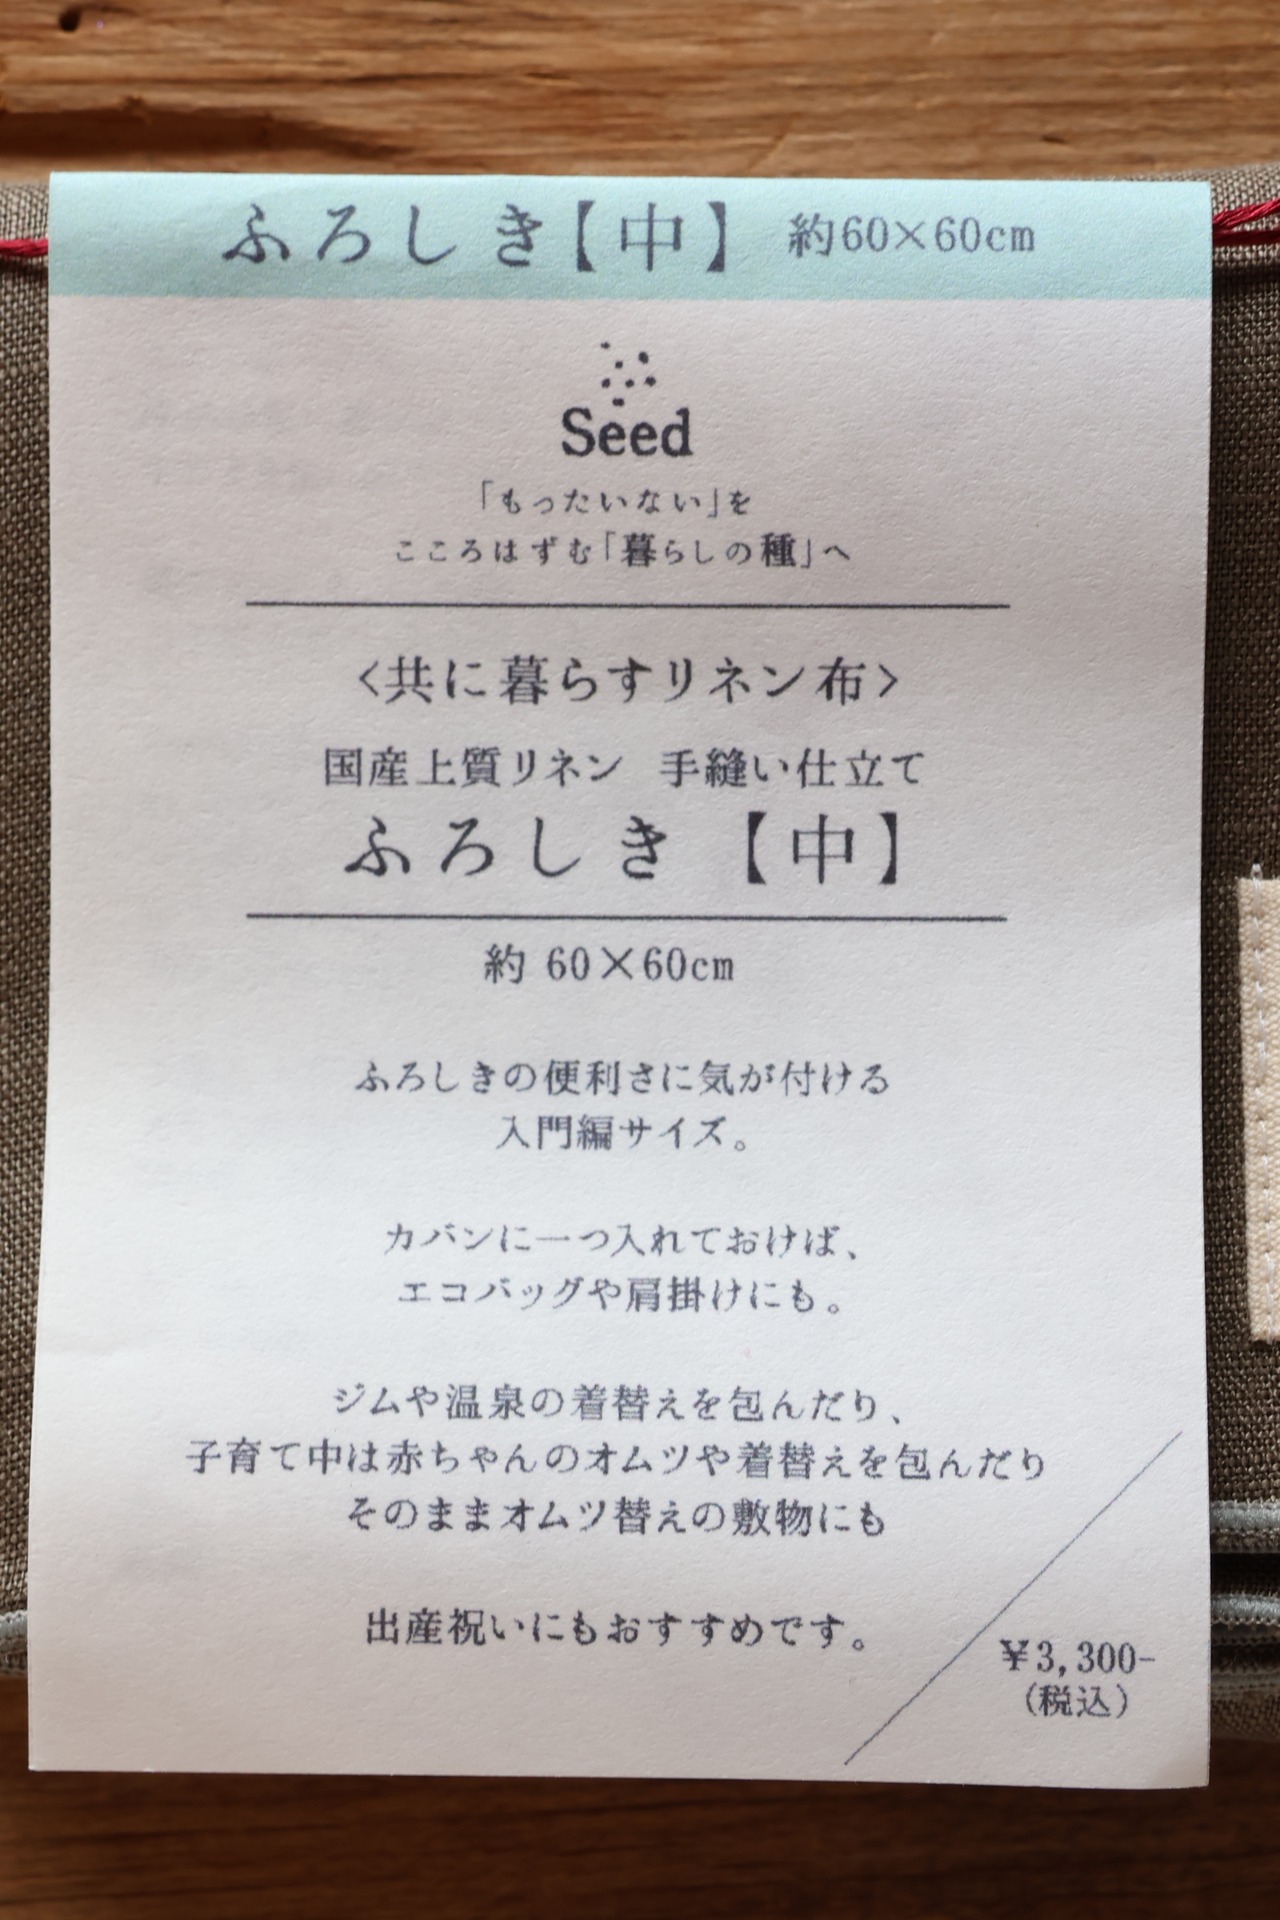 ふろしき【中】 約60×60cm
Seed
「もったいない」を
こころはずむ「暮らしの種」へ
<共に暮らすリネン布>
国産上質リネン 手縫い仕立て
ふろしき【中】
約 60×60cm
ふろしきの便利さに気が付ける
入門編サイズ。
カバンに一つ入れておけば、
エコバッグや肩掛けにも。
ジムや温泉の着替えを包んだり、
子育て中は赤ちゃんのオムツや着替えを包んだり
そのままオムツ替えの敷物にも
出産祝いにもおすすめです。
¥3,300-
(税込)